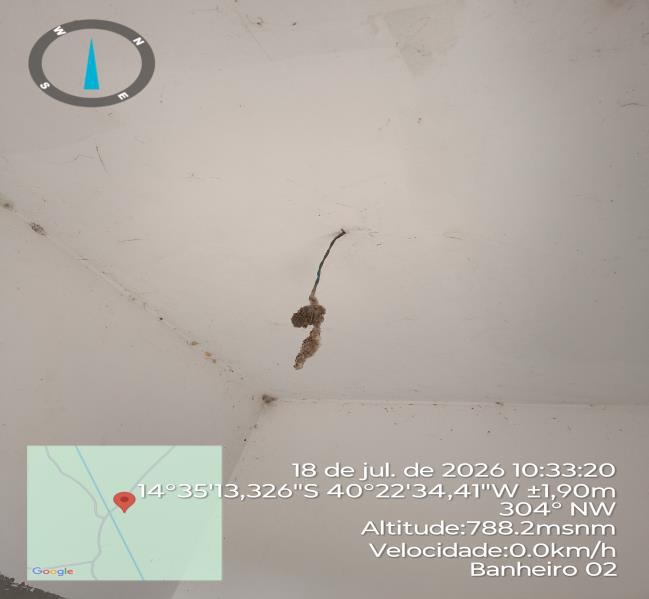 W
N
S
E
18 de jul. de 2026 10:33:20
14°35'13,326"S 40°22'34,41"W ±1,90m
304° NW
Altitude:788.2msnm
Velocidade:0.0km/h
Banheiro 02
Google